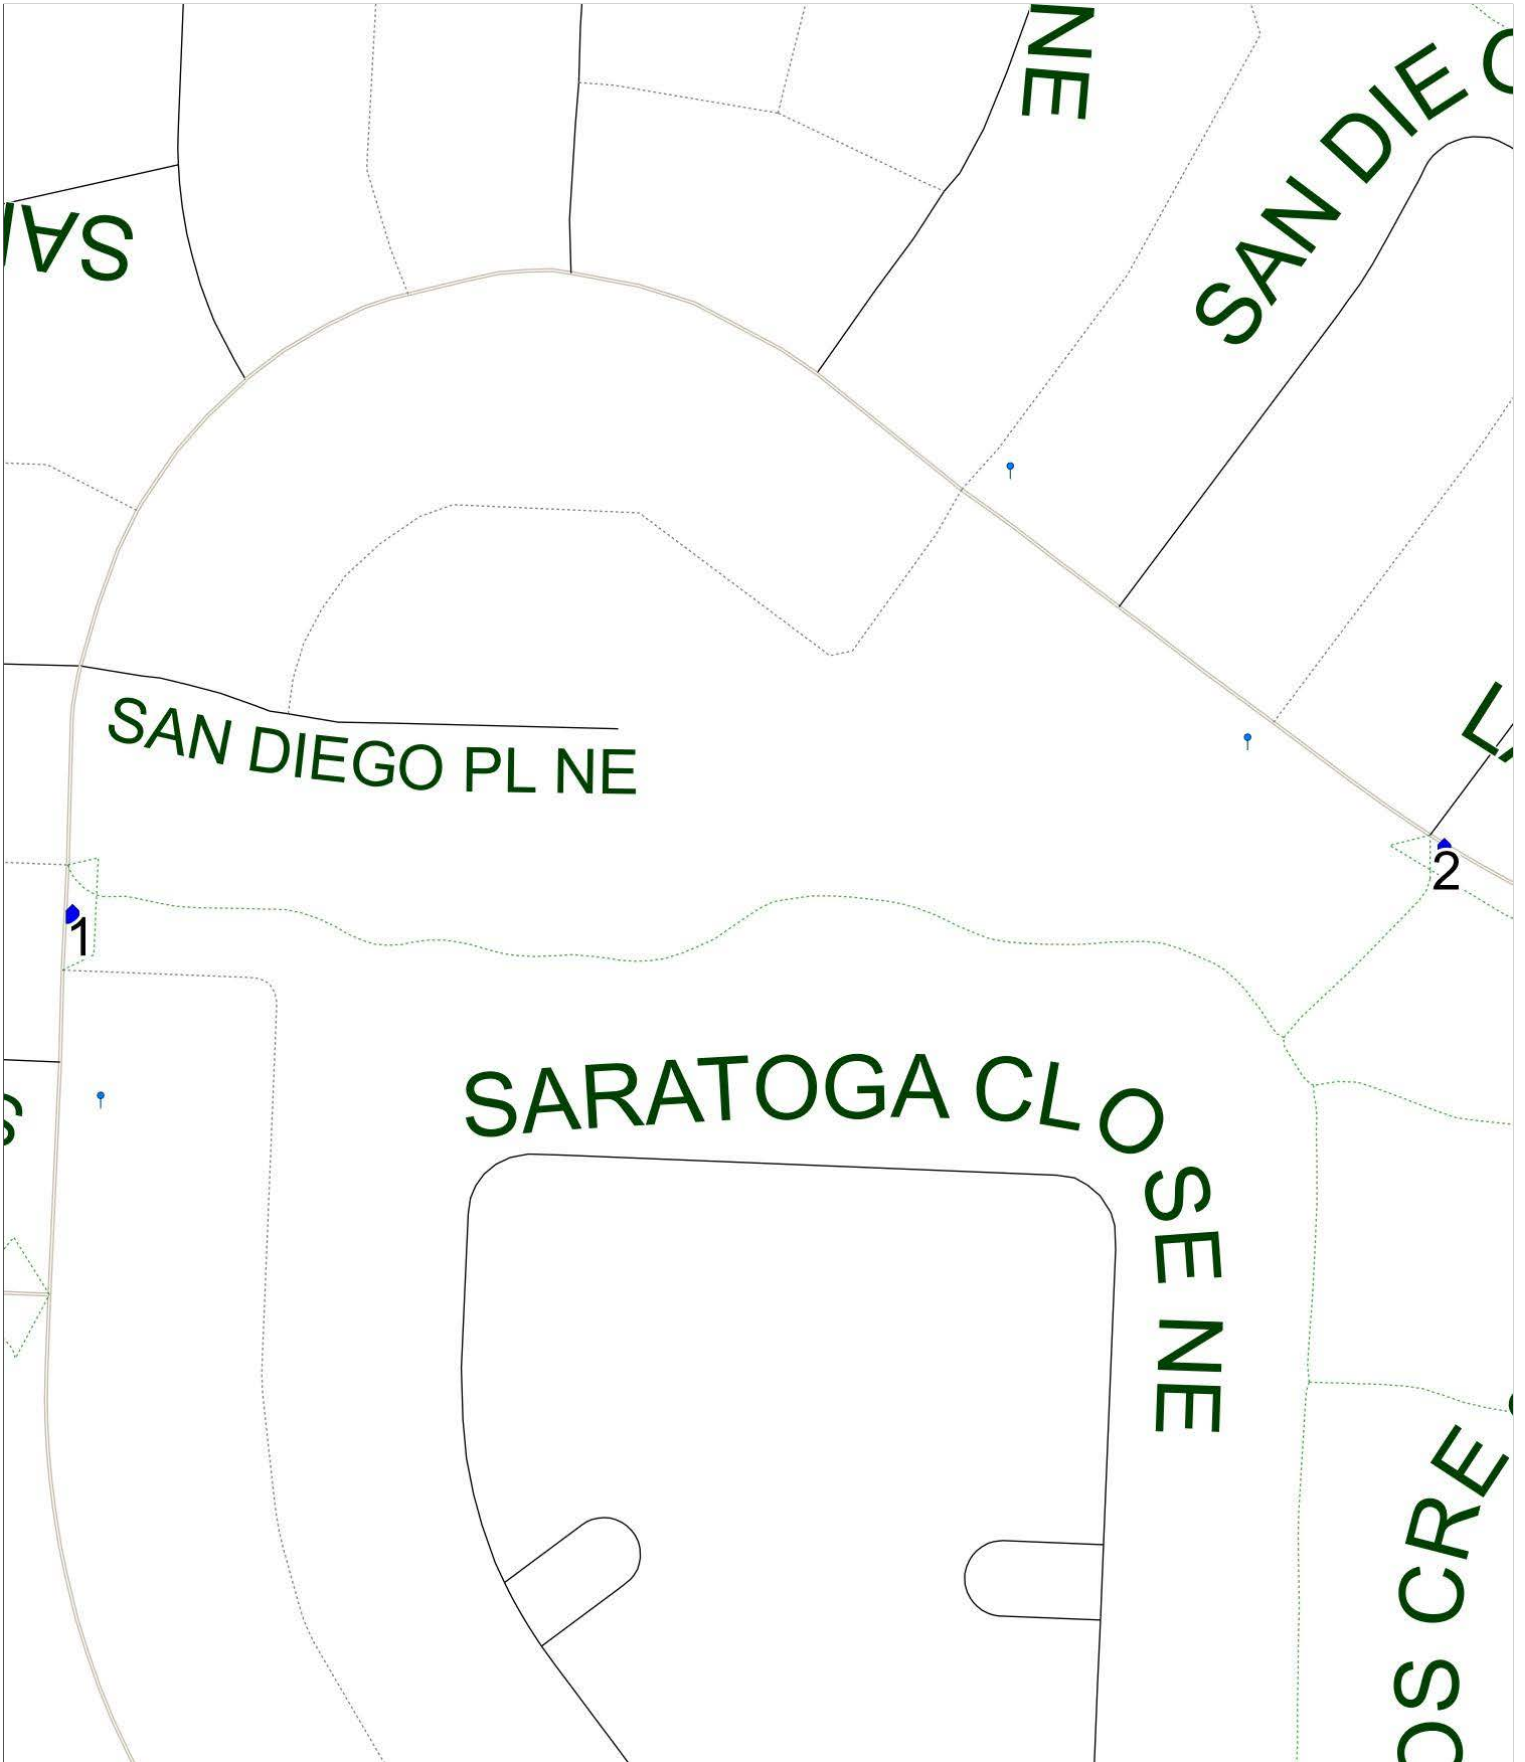 NE
SAN DIE
SAN DIEGO PL NE
2
1
SARATOGA CLOSE NE
OS CRE